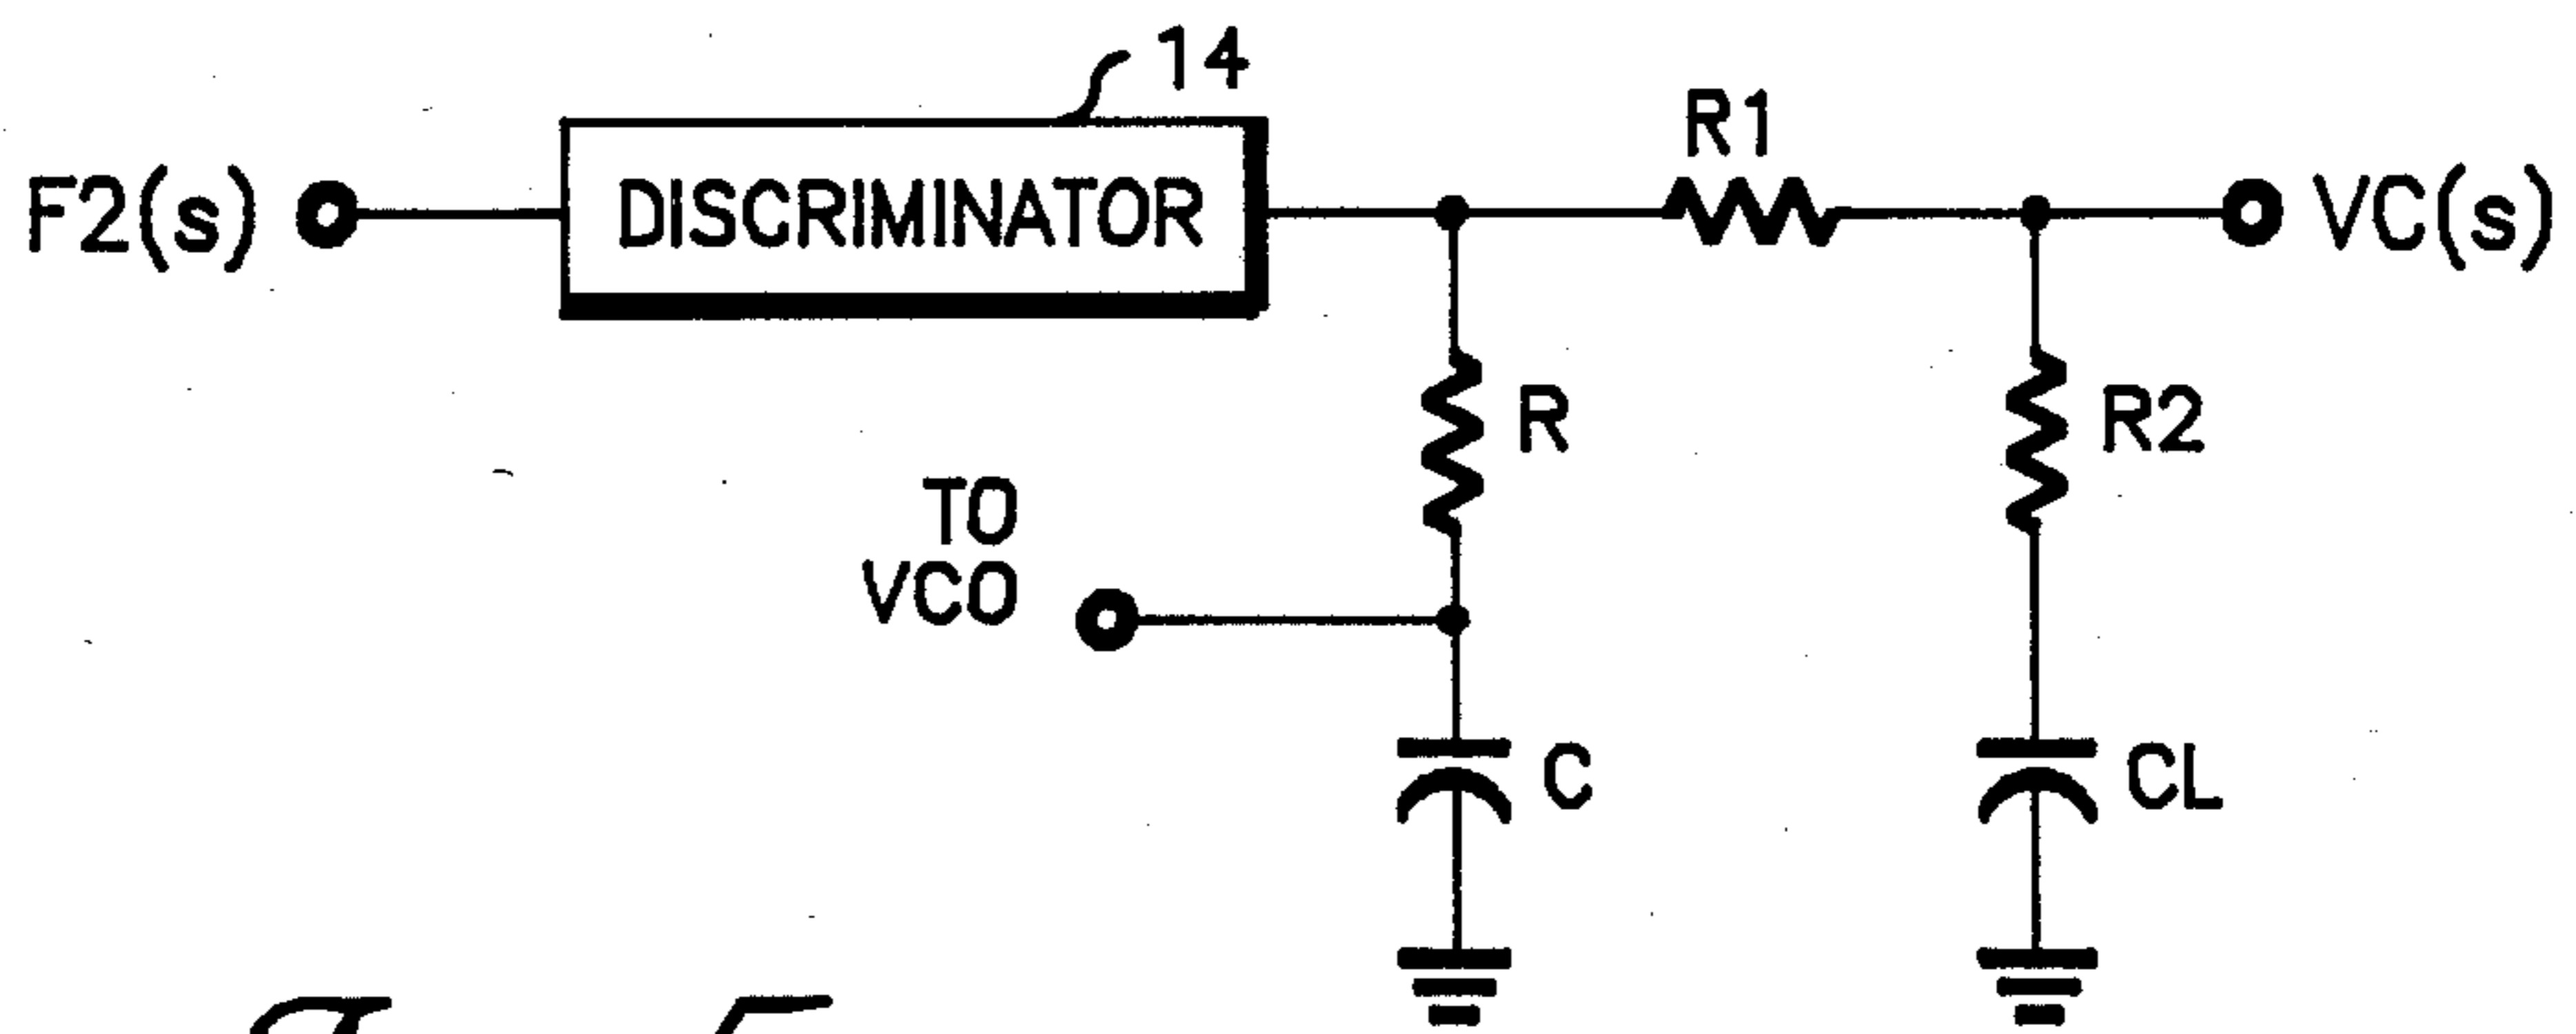 14
R1
F2(s)
DISCRIMINATOR
VC(s)
R
R2
TO
VCO
C
CL